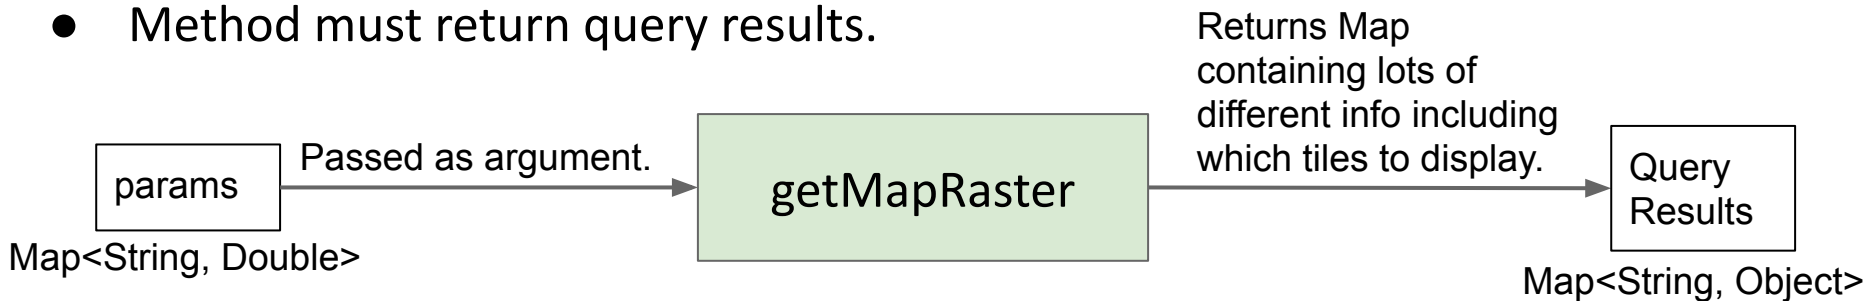 ● Method must return query results.
params
Map<String, Double>
Passed as argument.
getMapRaster
Returns Map
containing lots of
different info including
which tiles to display.
Query
Results
Map<String, Object>